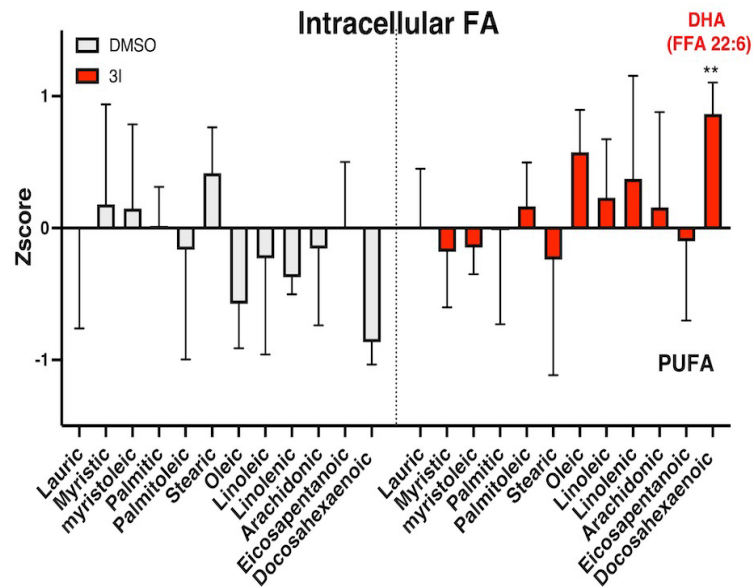 Intracellular FA
DHA
(FFA 22:6)
DMSO
3I
**
1
0
-1
Zscore
PUFA
Lauric
Myristic
myristoleic
Palmitic
Palmitoleic
Stearic
Oleic
Linoleic
Linolenic
Arachidonic
Eicosapentanoic
Docosahexaenoic
Lauric
Myristic
myristoleic
Palmitic
Palmitoleic
Stearic
Oleic
Linoleic
Linolenic
Arachidonic
Eicosapentanoic
Docosahexaenoic